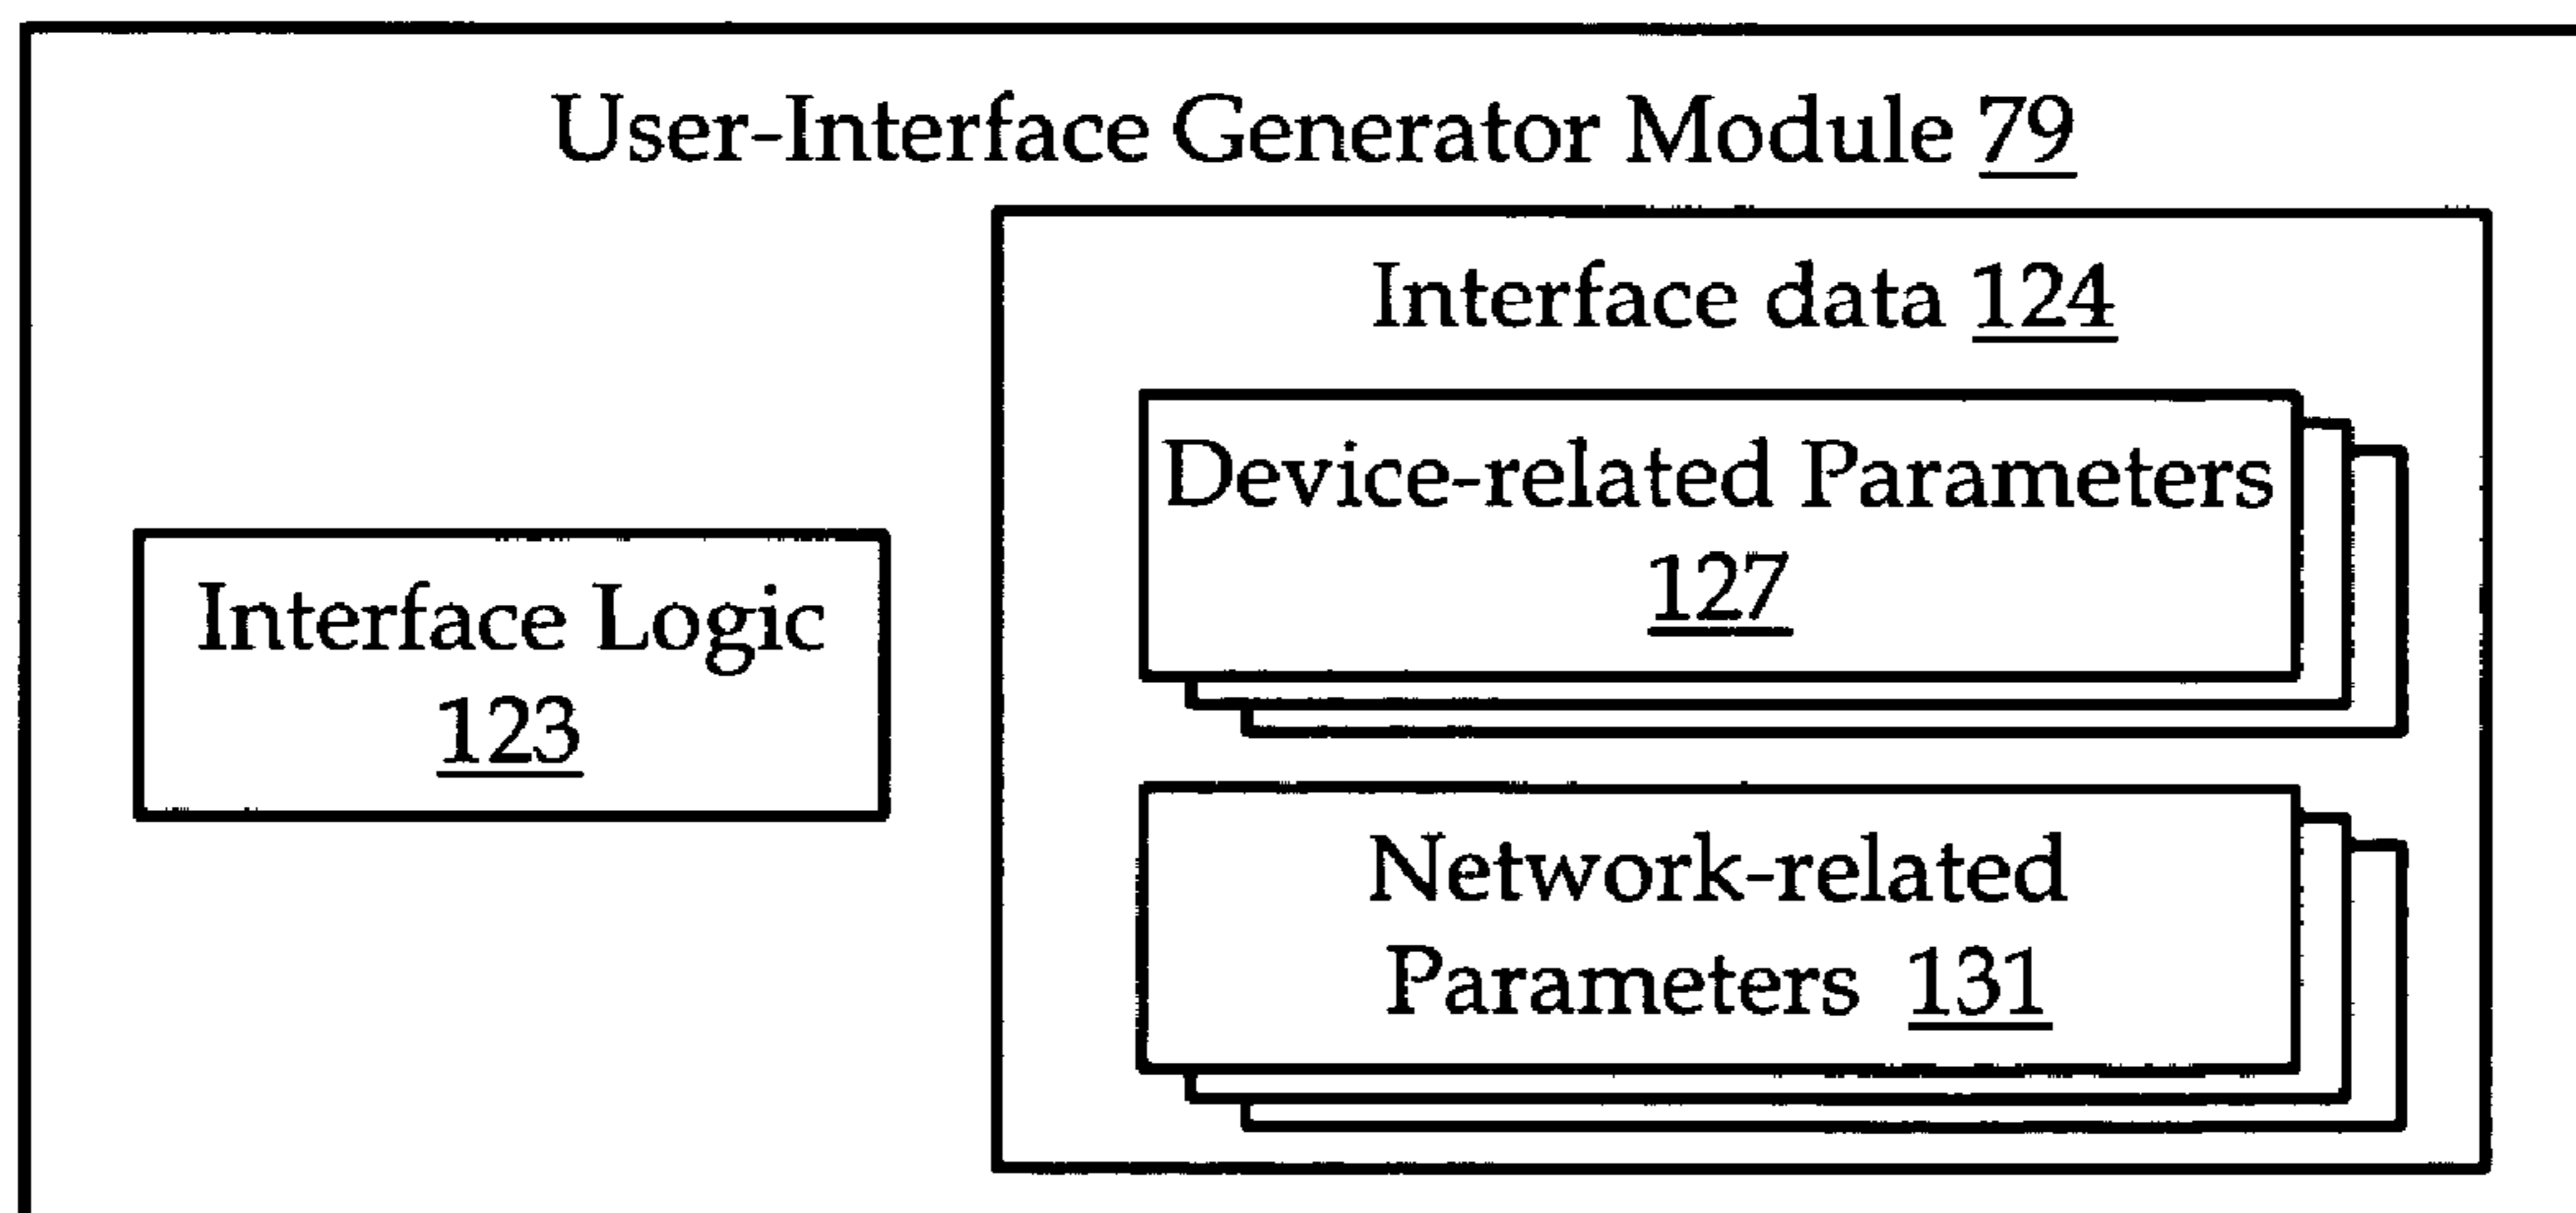 User-Interface Generator Module 79
Interface data 124
Device-related Parameters
127
Interface Logic
123
Network-related
Parameters 131